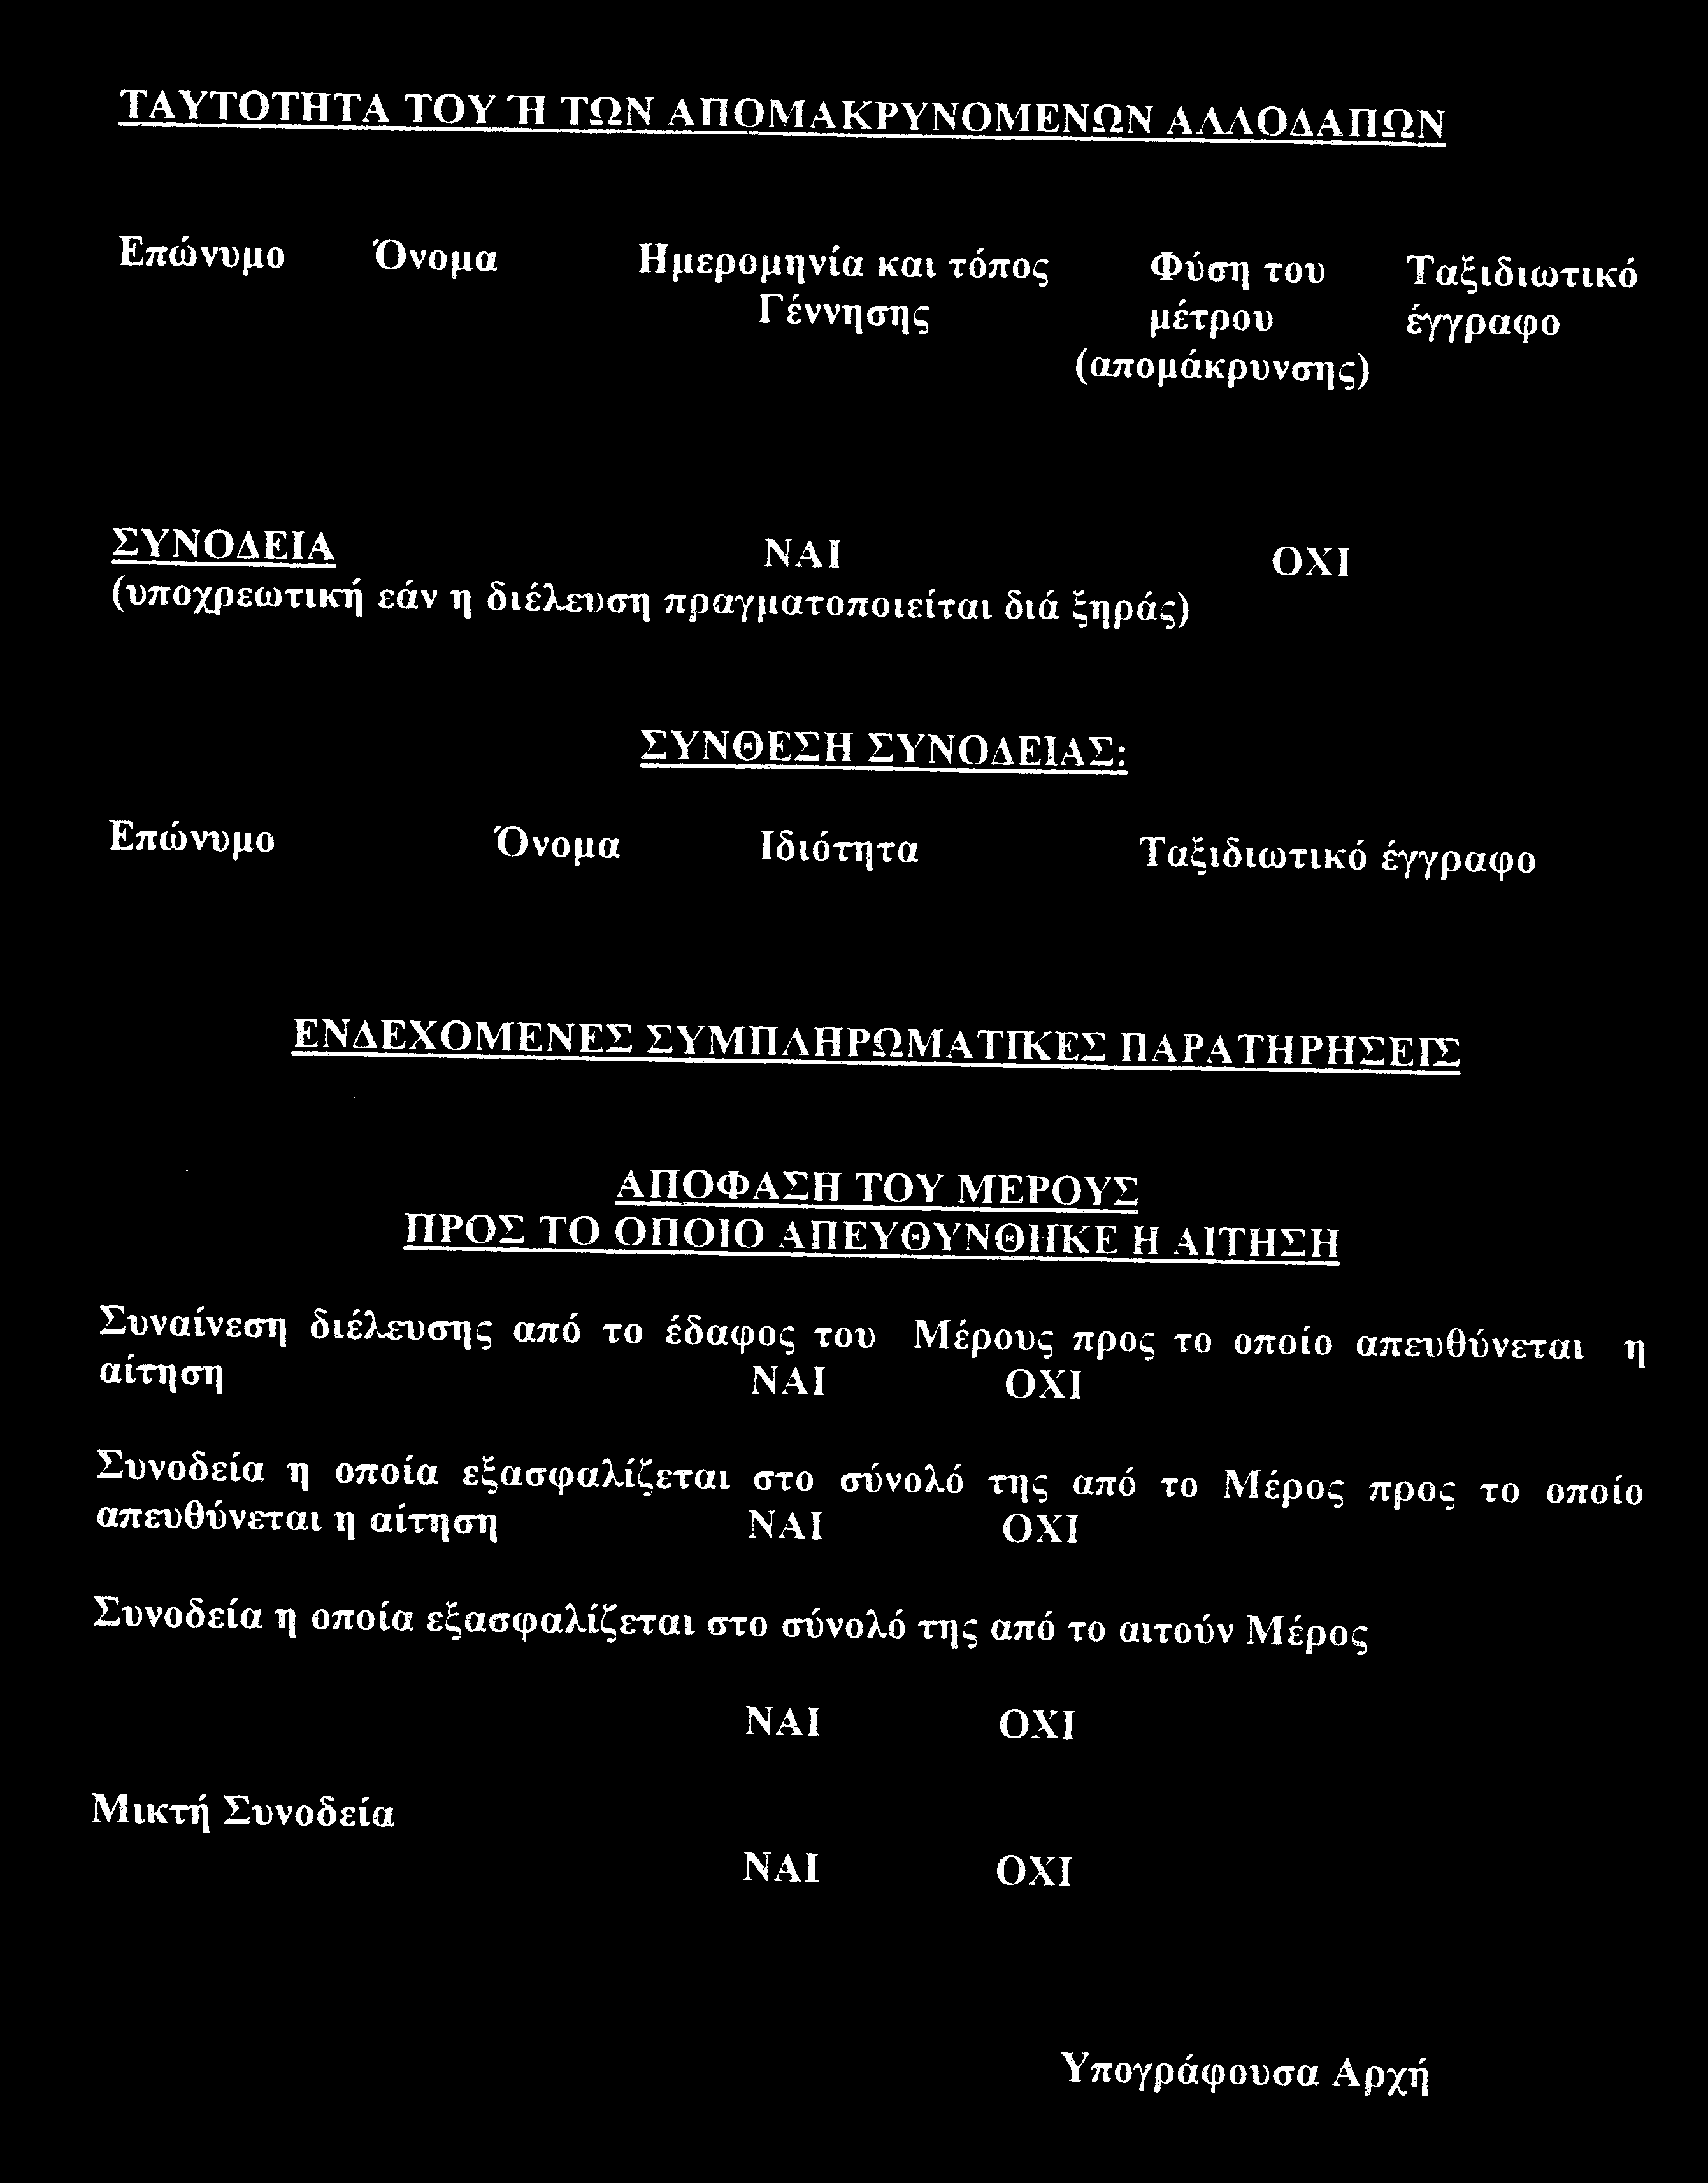 ΤΑΥΤΟΤΗΤΑ ΤΟΥ Ή ΤΩΝ ΑΠΟΜΑΚΡΥΝΟΜΕΝΩΝ ΑΛΛΟΔΑΠΩΝ
Επώνυμο Όνομα Ημερομηνία και τόπος Φύση του Ταξιδιωτικό
Γέννησης μέτρου έγγραφο
(απομάκρυνσης)
ΣΥΝΟΔΕΙΑ ΝΑΙ ΟΧΙ
(υποχρεωτική εάν η διέλευση πραγματοποιείται διά ξηράς)
ΣΥΝΘΕΣΗ ΣΥΝΟΔΕΙΑΣ:
Επώνυμο Όνομα Ιδιότητα Ταξιδιωτικό έγγραφο
ΕΝΔΕΧΟΜΕΝΕΣ ΣΥΜΠΛΗΡΩΜΑΤΙΚΕΣ ΠΑΡΑΤΗΡΗΣΕΙΣ
ΑΠΟΦΑΣΗ ΤΟΥ ΜΕΡΟΥΣ
ΠΡΟΣ ΤΟ ΟΠΟΙΟ ΑΠΕΥΘΥΝΘΗΚΕ Η ΑΙΤΗΣΗ
Συναίνεση διέλευσης από το έδαφος του Μέρους προς το οποίο απευθύνεται η
αίτηση ΝΑΙ ΟΧΙ
Συνοδεία η οποία εξασφαλίζεται στο σύνολό της από το Μέρος προς το οποίο
απευθύνεται η αίτηση ΝΑΙ ΟΧΙ
Συνοδεία η οποία εξασφαλίζεται στο σύνολό της από το αιτούν Μέρος
ΝΑΙ ΟΧΙ
Μικτή Συνοδεία
ΝΑΙ ΟΧΙ
Υπογράφουσα Αρχή